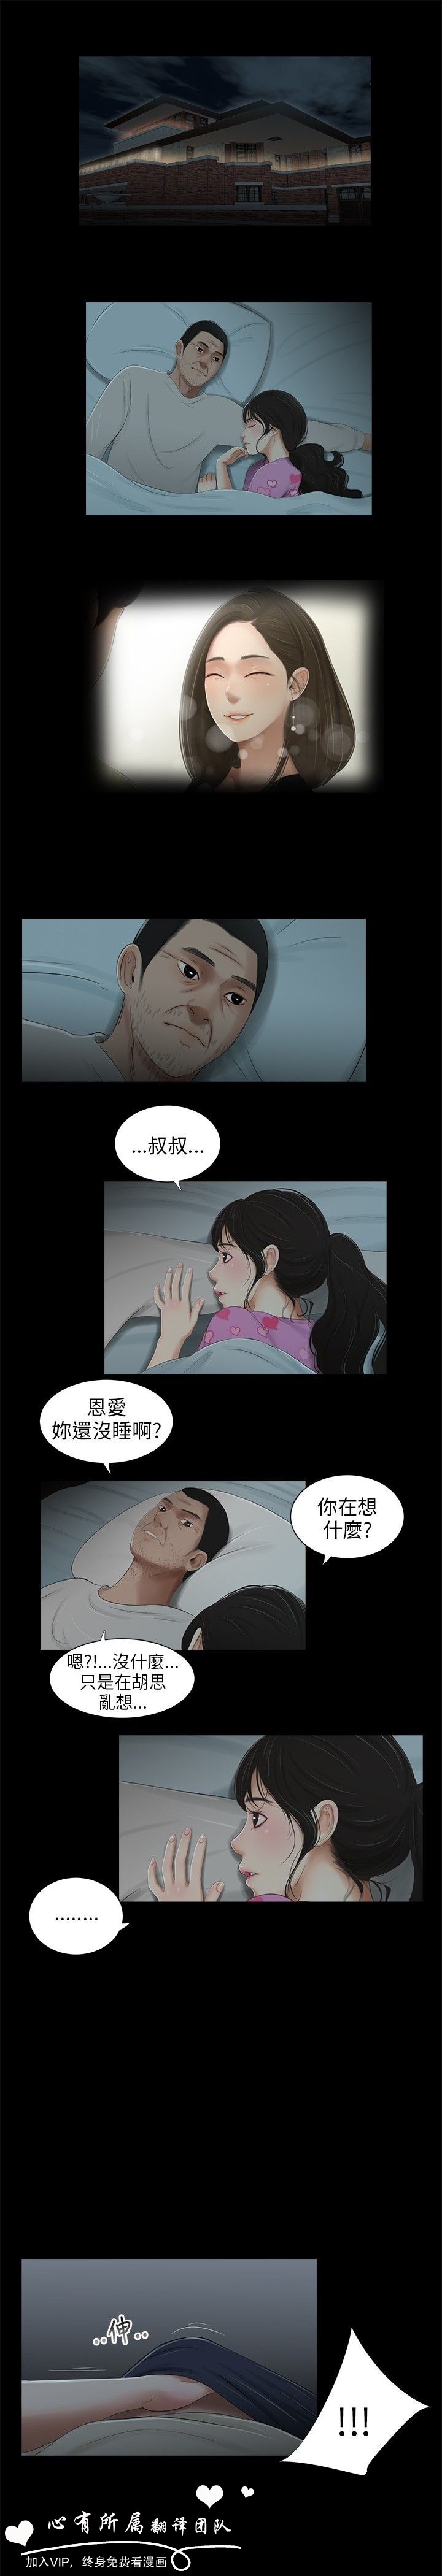 ...叔叔...
恩愛
妳還沒睡啊?
你在想
什麼?
嗯?!...沒什麼...
只是在胡思
亂想...
........
..伸..
!!!
心有所属翻译团队
加入VIP，终身免费看漫画